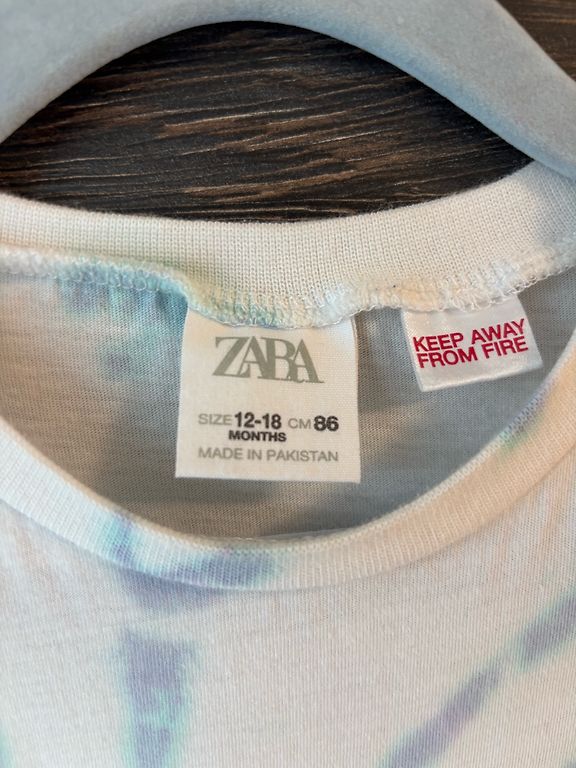 ZARA
SIZE 12-18 CM 86
MONTHS
MADE IN PAKISTAN
KEEP AWAY
FROM FIRE